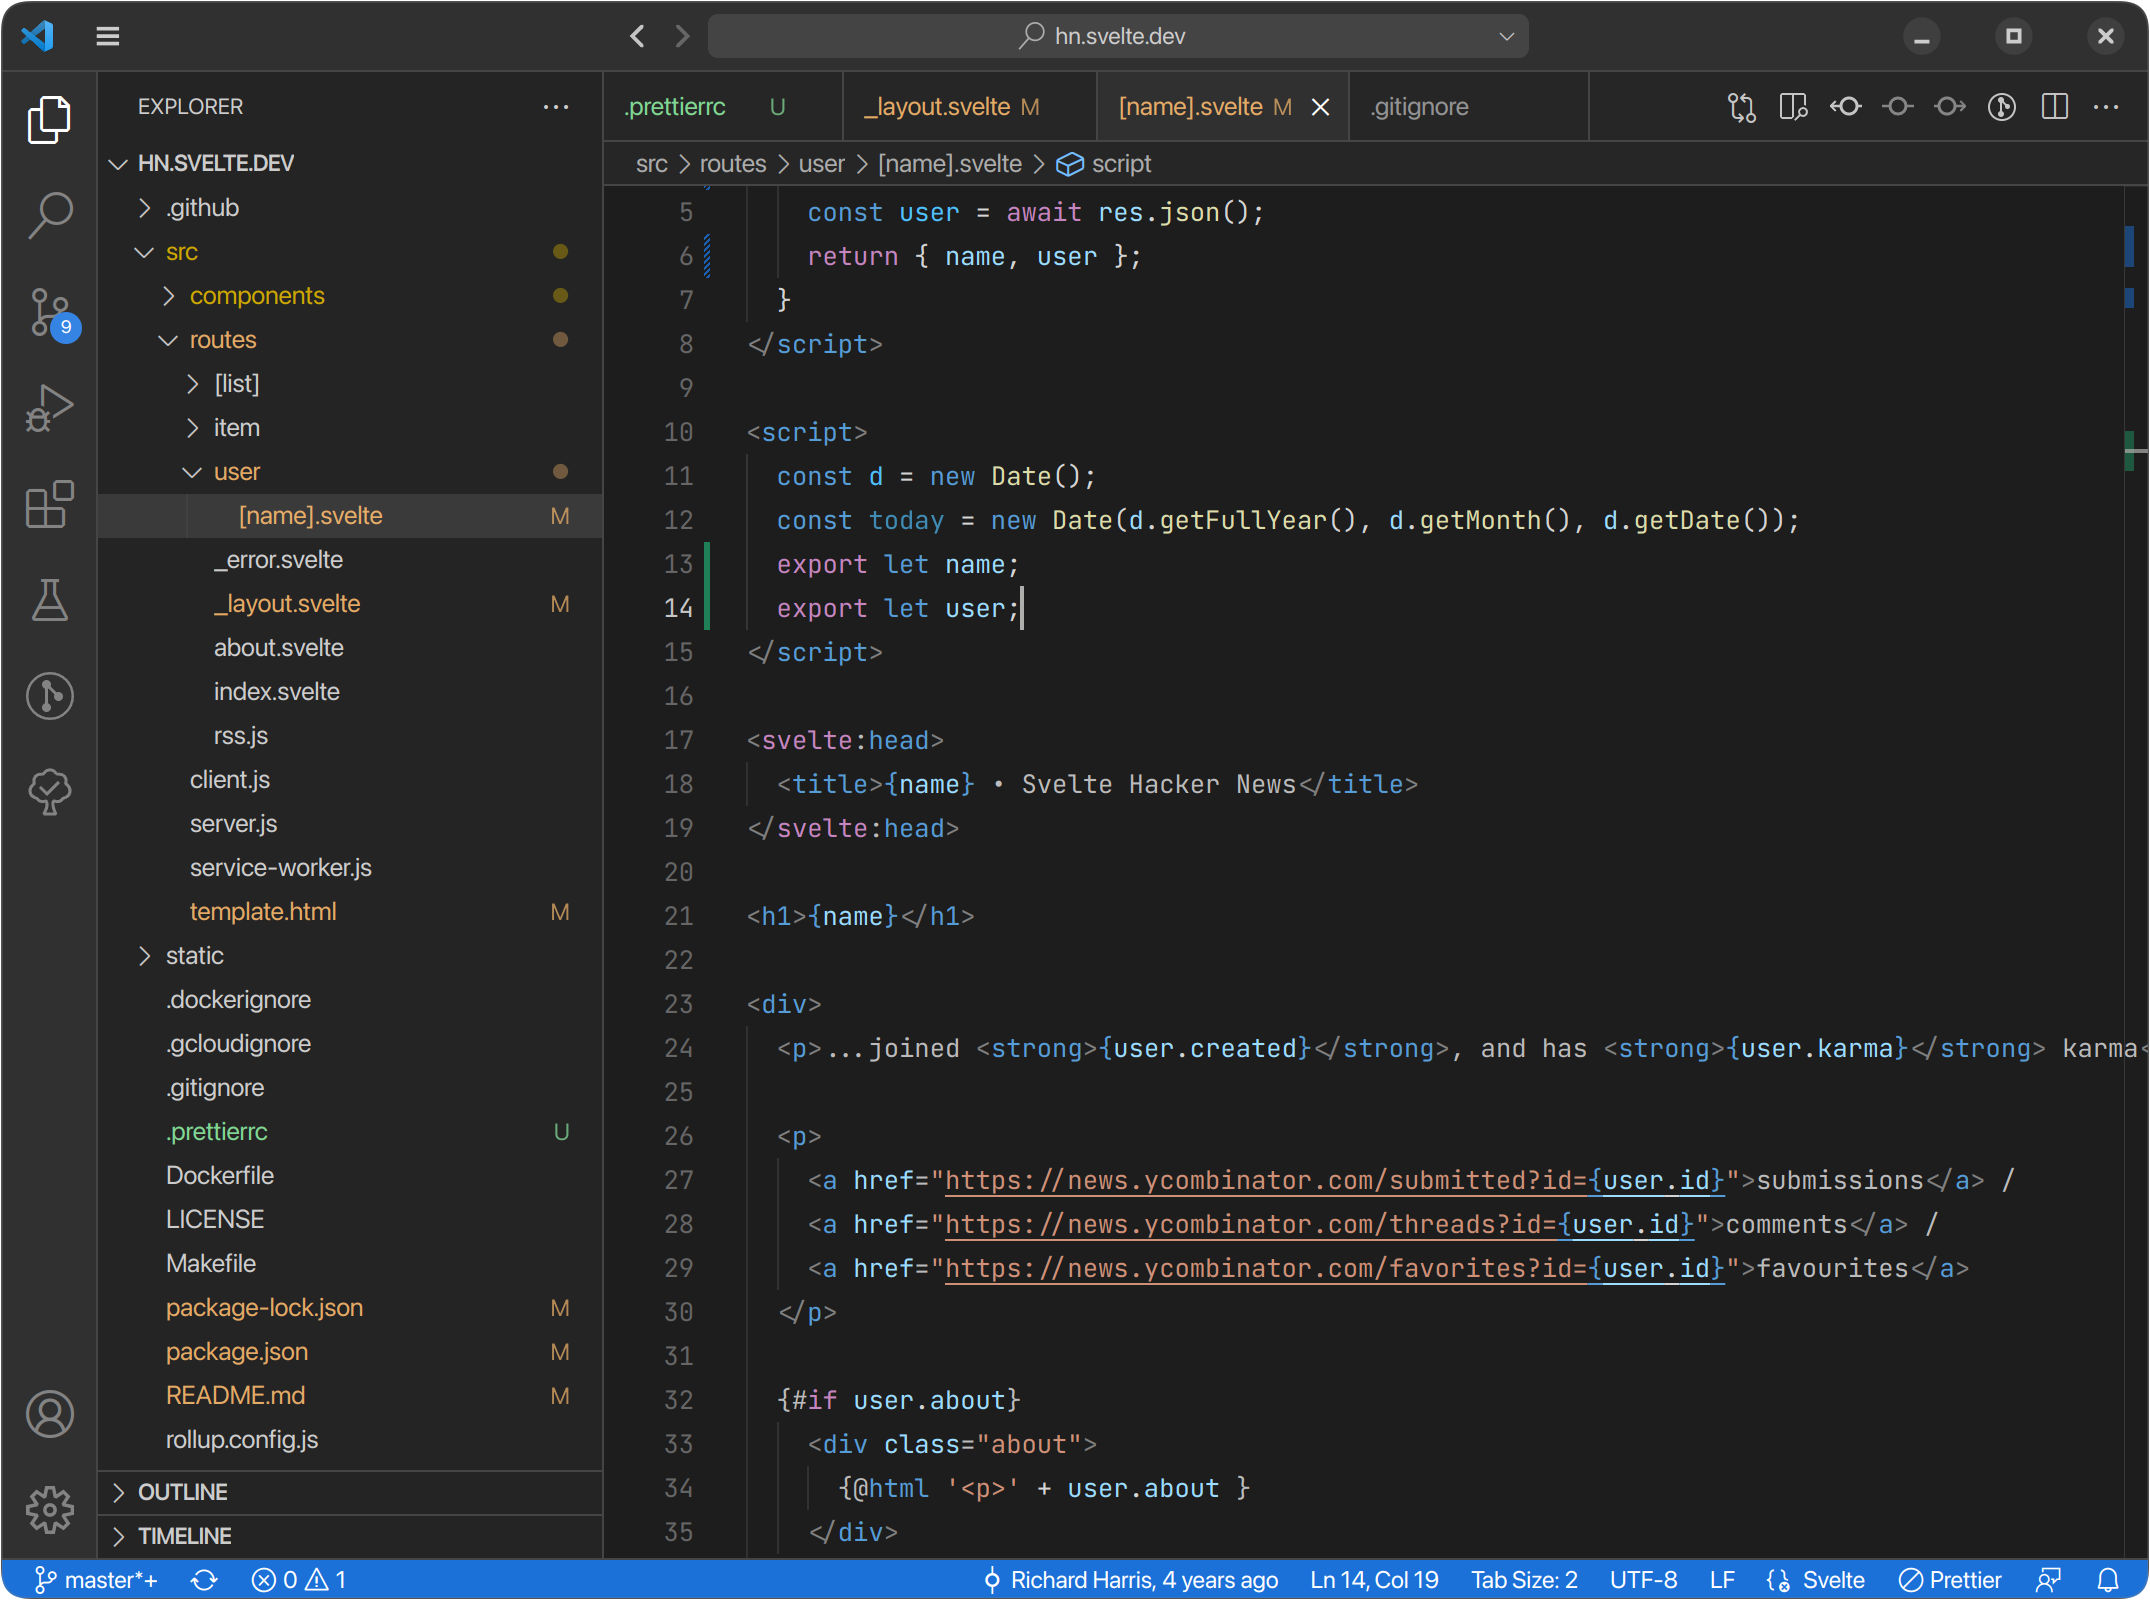 hn.svelte.dev
EXPLORER
HN.SVELTE.DEV
.github
src
components
routes
[list]
item
user
[name].svelte M
_error.svelte
_layout.svelte M
about.svelte
index.svelte
rss.js
client.js
server.js
service-worker.js
template.html M
static
.dockerignore
.gcloudignore
.gitignore
.prettierrc U
Dockerfile
LICENSE
Makefile
package-lock.json M
package.json M
README.md M
rollup.config.js
OUTLINE
TIMELINE
9
.prettierrc U _layout.svelte M [name].svelte M .gitignore
src > routes > user > [name].svelte > script
5 const user = await res.json();
6 return { name, user };
7 }
8 </script>
9
10 <script>
11 const d = new Date();
12 const today = new Date(d.getFullYear(), d.getMonth(), d.getDate());
13 export let name;
14 export let user;
15 </script>
16
17 <svelte:head>
18 <title>{name} • Svelte Hacker News</title>
19 </svelte:head>
20
21 <h1>{name}</h1>
22
23 <div>
24 <p>...joined <strong>{user.created}</strong>, and has <strong>{user.karma}</strong> karma<
25
26 <p>
27 <a href="https://news.ycombinator.com/submitted?id={user.id}">submissions</a> /
28 <a href="https://news.ycombinator.com/threads?id={user.id}">comments</a> /
29 <a href="https://news.ycombinator.com/favorites?id={user.id}">favourites</a>
30 </p>
31
32 {#if user.about}
33 <div class="about">
34 {@html '<p>' + user.about }
35 </div>
master*+ 0 1 Richard Harris, 4 years ago Ln 14, Col 19 Tab Size: 2 UTF-8 LF Svelte Prettier